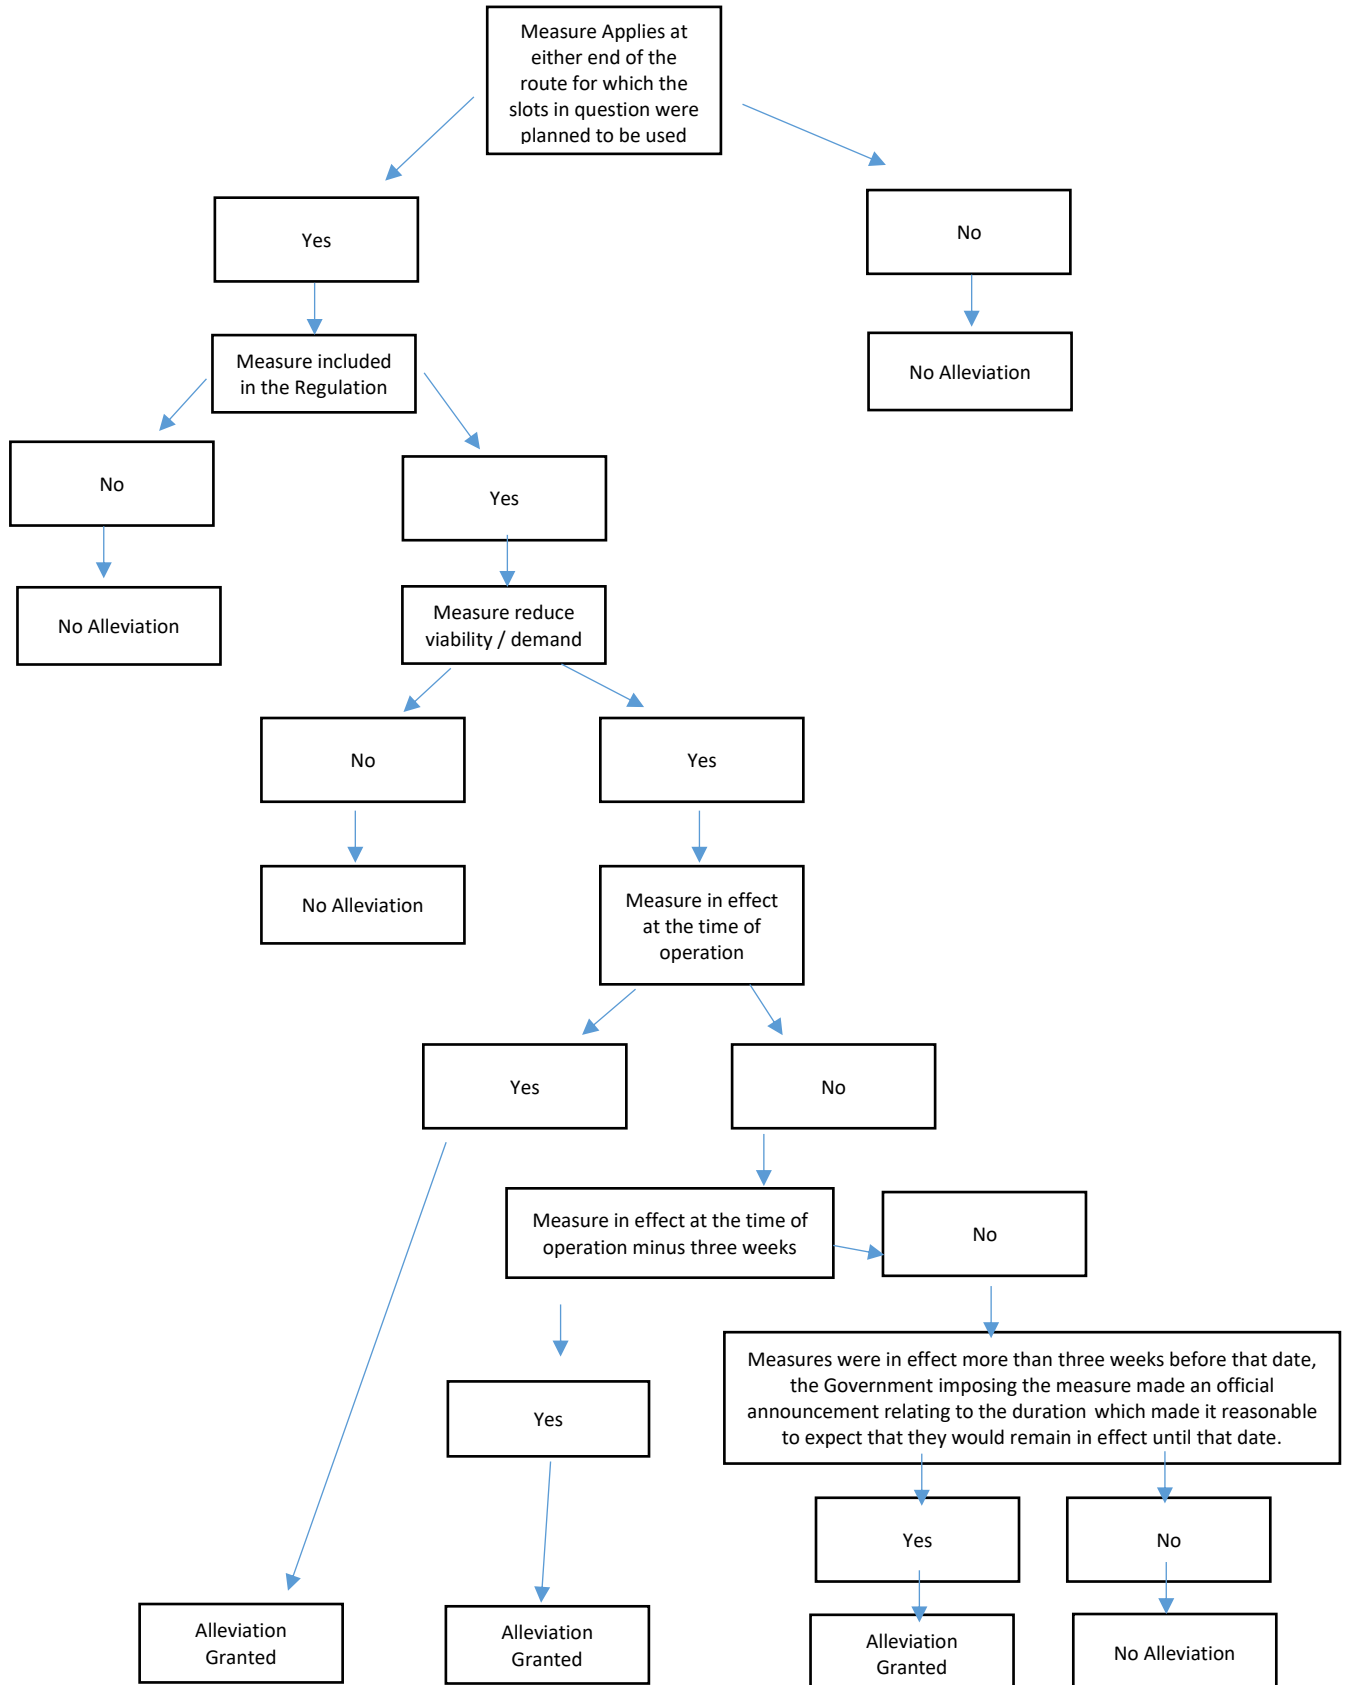 Measure Applies at
either end of the
route for which the
slots in question were
planned to be used
Yes
No
Measure included
in the Regulation
No Alleviation
No
Yes
No Alleviation
Measure reduce
viability / demand
No
Yes
No Alleviation
Measure in effect
at the time of
operation
Yes
No
Measure in effect at the time of
operation minus three weeks
No
Measures were in effect more than three weeks before that date,
the Government imposing the measure made an official
announcement relating to the duration which made it reasonable
to expect that they would remain in effect until that date.
Yes
Yes
No
Alleviation
Granted
Alleviation
Granted
Alleviation
Granted
No Alleviation